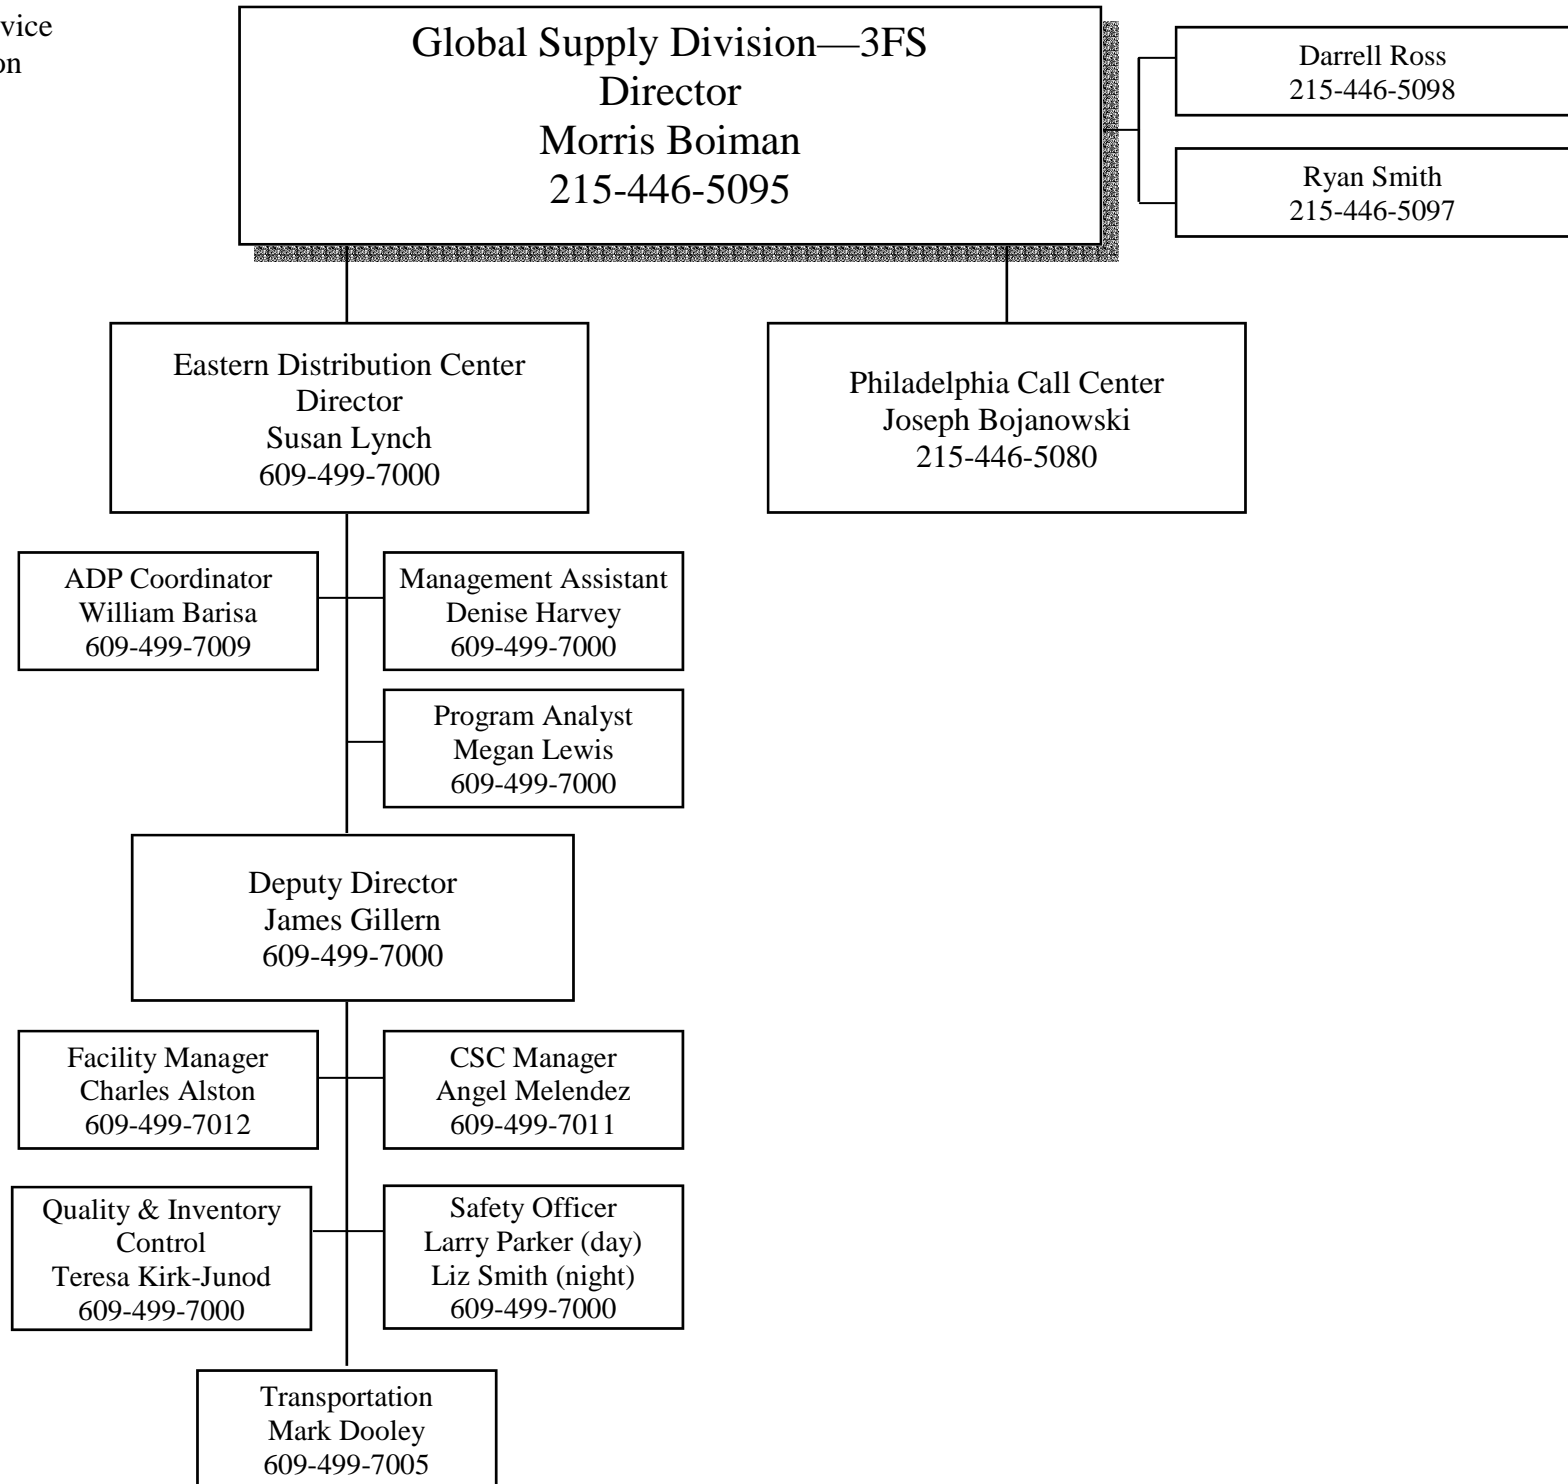 vice
on
Global Supply Division—3FS
Director
Morris Boiman
215-446-5095
Darrell Ross
215-446-5098
Ryan Smith
215-446-5097
Eastern Distribution Center
Director
Susan Lynch
609-499-7000
Philadelphia Call Center
Joseph Bojanowski
215-446-5080
ADP Coordinator
William Barisa
609-499-7009
Management Assistant
Denise Harvey
609-499-7000
Program Analyst
Megan Lewis
609-499-7000
Deputy Director
James Gillern
609-499-7000
Facility Manager
Charles Alston
609-499-7012
CSC Manager
Angel Melendez
609-499-7011
Quality & Inventory
Control
Teresa Kirk-Junod
609-499-7000
Safety Officer
Larry Parker (day)
Liz Smith (night)
609-499-7000
Transportation
Mark Dooley
609-499-7005